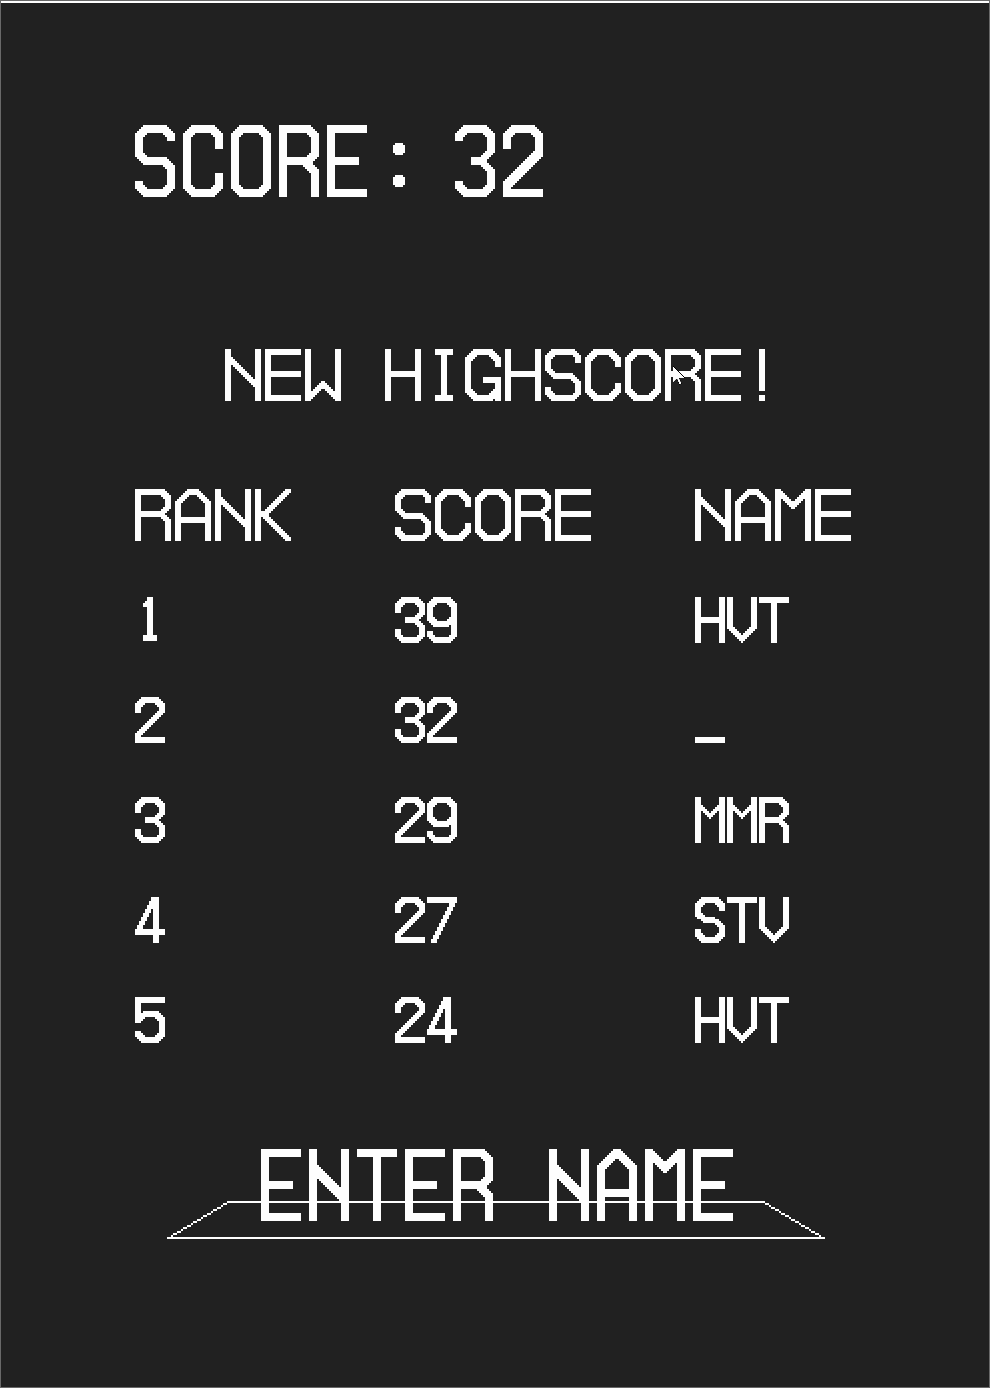 SCORE: 32
NEW HIGHSCORE!
RANK SCORE NAME
1 39 HVT
2 32 _
3 29 MMR
4 27 STV
5 24 HVT
ENTER NAME